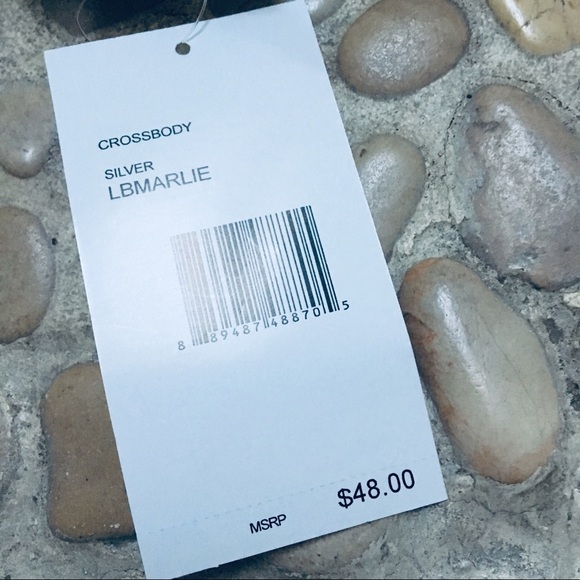 CROSSBODY
SILVER
LBMARLIE
8 89487 48870 5
MSRP $48.00